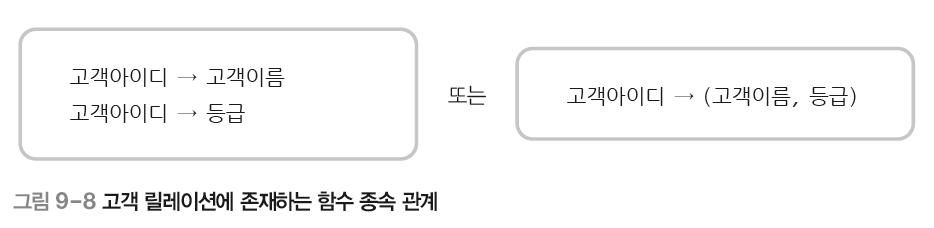 고객아이디 → 고객이름
고객아이디 → 등급
또는
고객아이디 → (고객이름, 등급)
그림 9-8 고객 릴레이션에 존재하는 함수 종속 관계